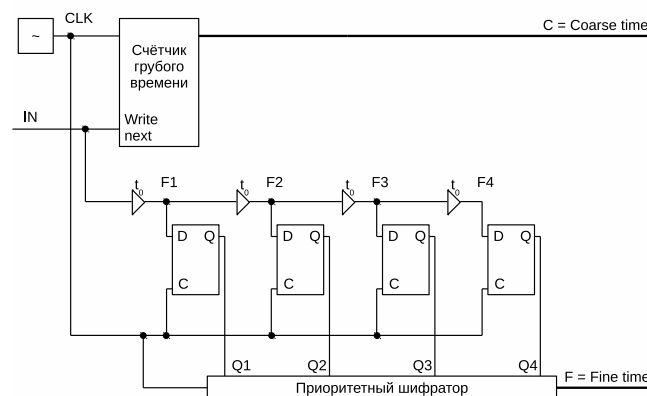 CLK
C = Coarse time
~
Счётчик
грубого
времени
IN
Write
next
t0 F1 t0 F2 t0 F3 t0 F4
D Q D Q D Q D Q
C C C C
Q1 Q2 Q3 Q4
F = Fine time
Приоритетный шифратор